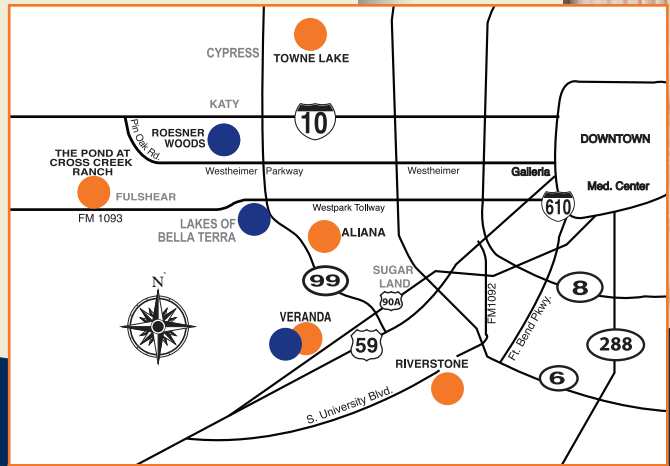 CYPRESS
TOWNE LAKE
KATY
10
Pin Oak Rd.
ROESNER
WOODS
DOWNTOWN
THE POND AT
CROSS CREEK
RANCH
Westheimer Parkway
Westheimer
Galleria
Med. Center
FULSHEAR
FM 1093
Westpark Tollway
610
LAKES OF
BELLA TERRA
ALIANA
N
99
SUGAR
LAND
90A
8
FM1092
Ft. Bend Pkwy.
VERANDA
59
288
RIVERSTONE
6
S. University Blvd.